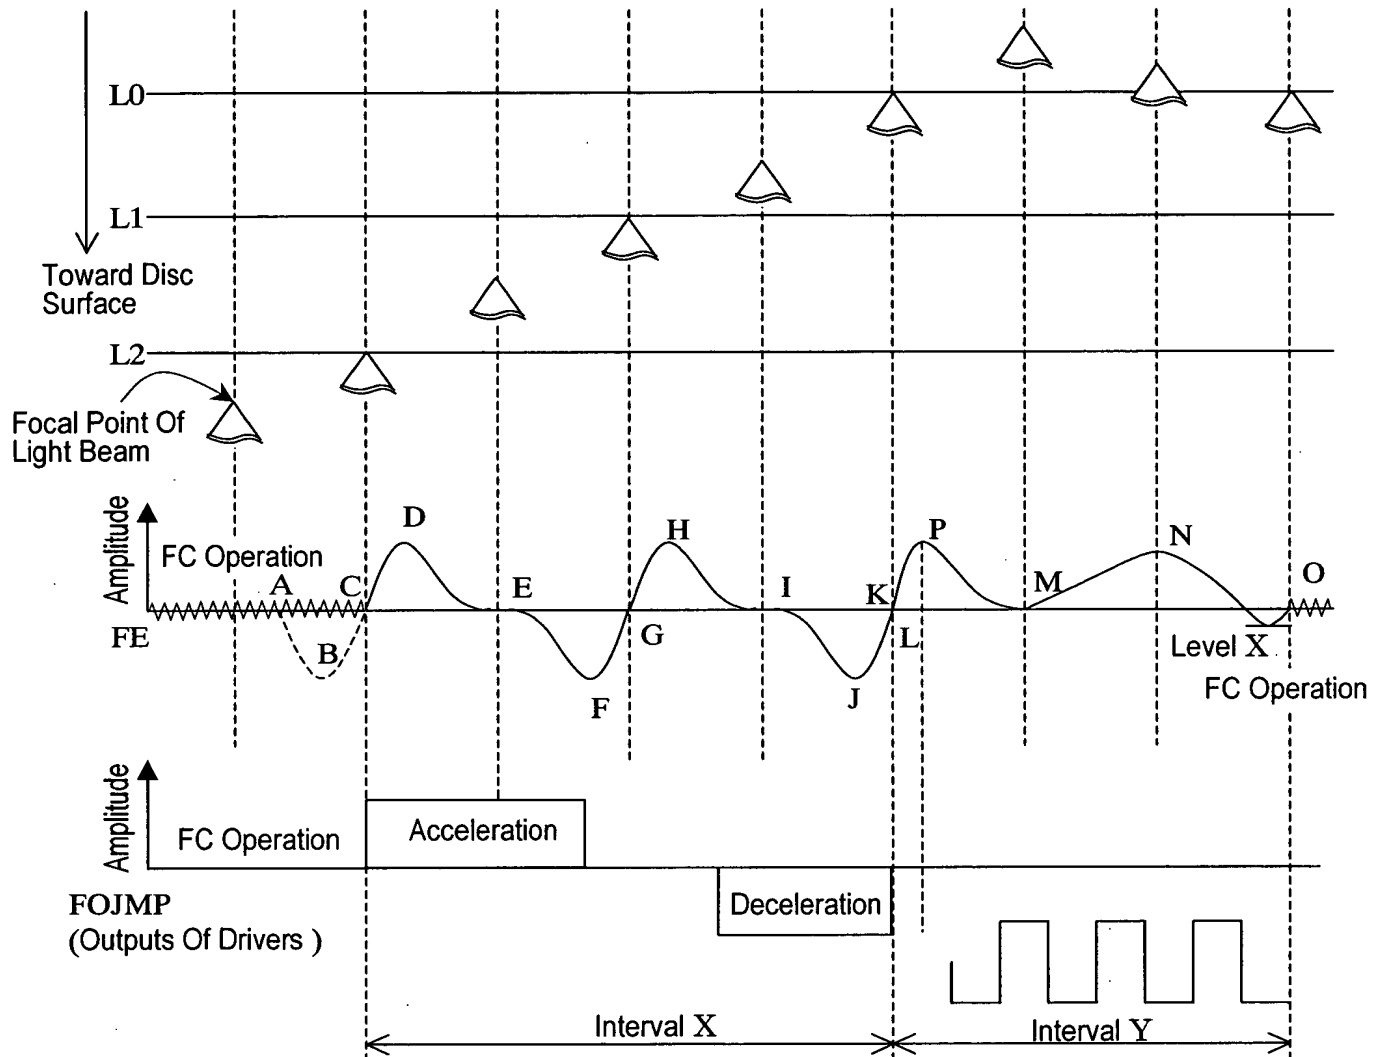 L0
L1
Toward Disc
Surface
L2
Focal Point Of
Light Beam
Amplitude
FC Operation
D
H
P
N
A
C
E
I
K
M
O
FE
B
G
L
Level X
F
J
FC Operation
Amplitude
FC Operation
Acceleration
Deceleration
FOJMP
(Outputs Of Drivers )
Interval X
Interval Y